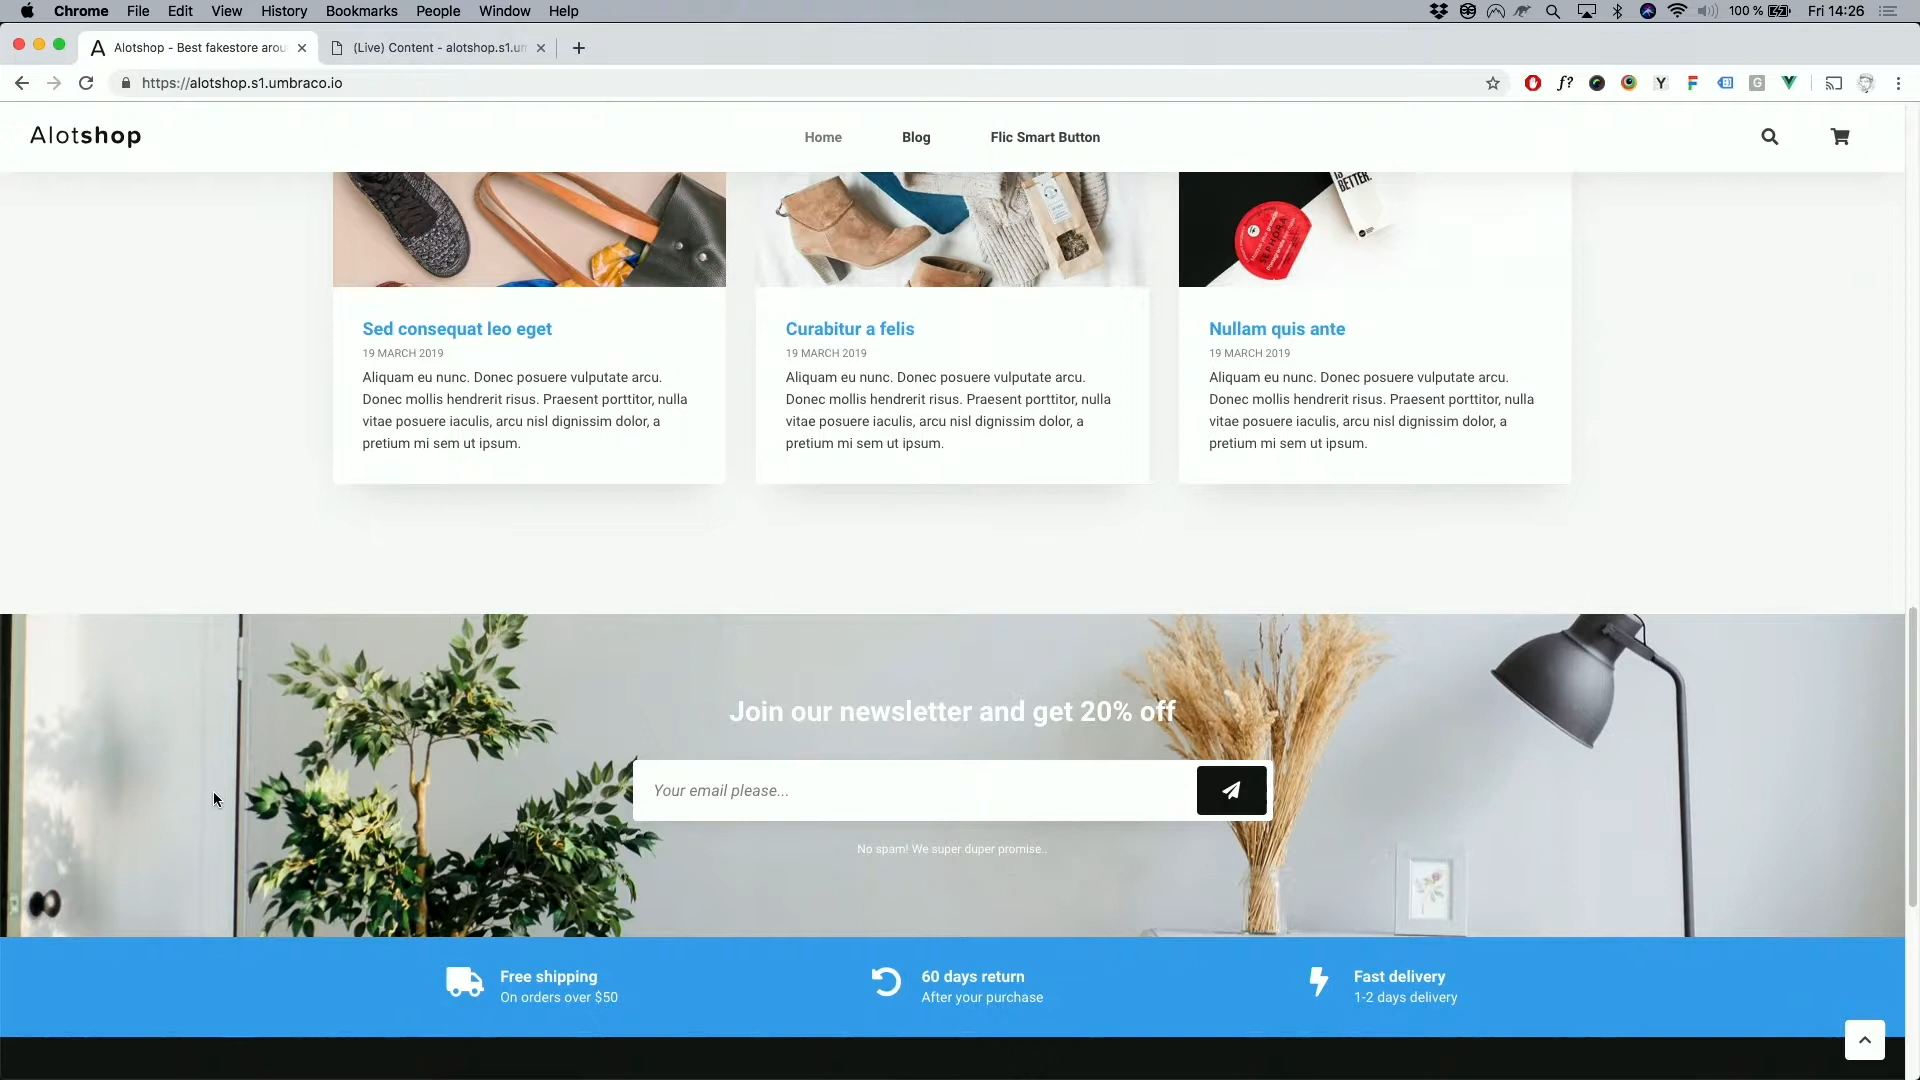 Chrome File Edit View History Bookmarks People Window Help 100 % Fri 14:26
Alotshop - Best fakestore arou (Live) Content - alotshop.s1.um
https://alotshop.s1.umbraco.io
Alotshop Home Blog Flic Smart Button
BETTER.
SEPHORA
Sed consequat leo eget
19 MARCH 2019
Aliquam eu nunc. Donec posuere vulputate arcu.
Donec mollis hendrerit risus. Praesent porttitor, nulla
vitae posuere iaculis, arcu nisl dignissim dolor, a
pretium mi sem ut ipsum.
Curabitur a felis
19 MARCH 2019
Aliquam eu nunc. Donec posuere vulputate arcu.
Donec mollis hendrerit risus. Praesent porttitor, nulla
vitae posuere iaculis, arcu nisl dignissim dolor, a
pretium mi sem ut ipsum.
Nullam quis ante
19 MARCH 2019
Aliquam eu nunc. Donec posuere vulputate arcu.
Donec mollis hendrerit risus. Praesent porttitor, nulla
vitae posuere iaculis, arcu nisl dignissim dolor, a
pretium mi sem ut ipsum.
Join our newsletter and get 20% off
Your email please...
No spam! We super duper promise..
Free shipping
On orders over $50
60 days return
After your purchase
Fast delivery
1-2 days delivery